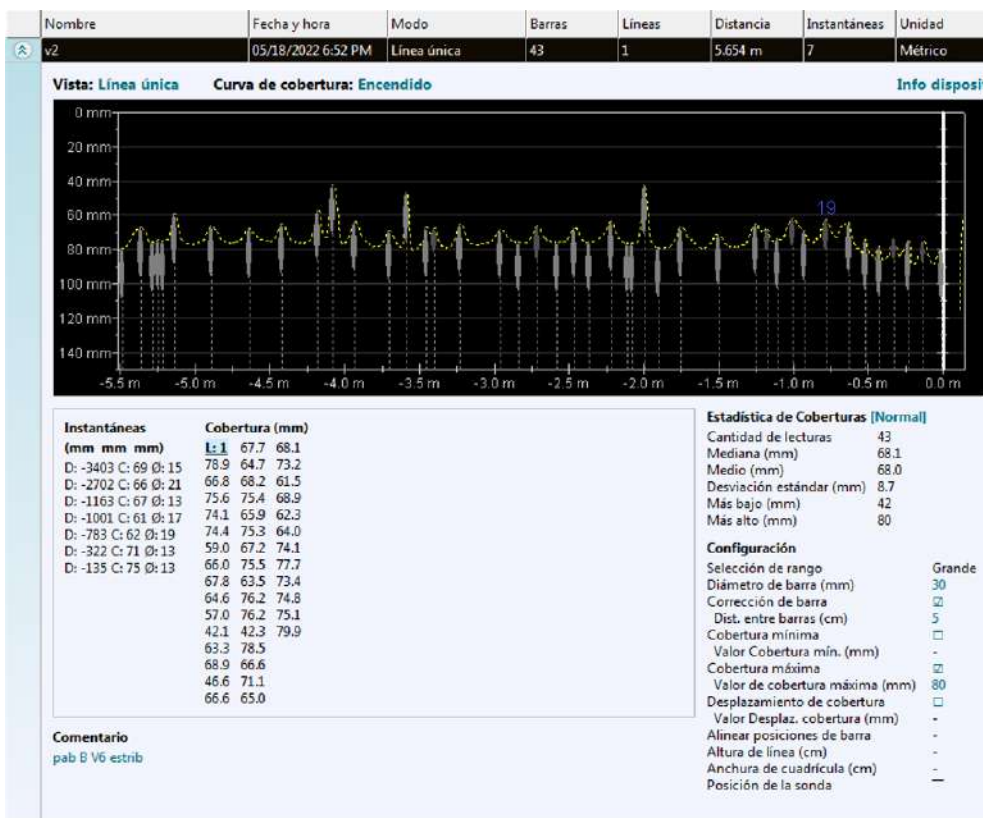 Nombre Fecha y hora Modo Barras Líneas Distancia Instantáneas Unidad
v2 05/18/2022 6:52 PM Línea única 43 1 5.654 m 7 Métrico
Vista: Línea única Curva de cobertura: Encendido Info disposi
0 mm
20 mm
40 mm
60 mm
80 mm
100 mm
120 mm
140 mm
19
-5.5 m -5.0 m -4.5 m -4.0 m -3.5 m -3.0 m -2.5 m -2.0 m -1.5 m -1.0 m -0.5 m 0.0 m
Instantáneas
(mm mm mm)
D: -3403 C: 69 Ø: 15
D: -2702 C: 66 Ø: 21
D: -1163 C: 67 Ø: 13
D: -1001 C: 61 Ø: 17
D: -783 C: 62 Ø: 19
D: -322 C: 71 Ø: 13
D: -135 C: 75 Ø: 13
Cobertura (mm)
L: 1 67.7 68.1
78.9 64.7 73.2
66.8 68.2 61.5
75.6 75.4 68.9
74.1 65.9 62.3
74.4 75.3 64.0
59.0 67.2 74.1
66.0 75.5 77.7
67.8 63.5 73.4
64.6 76.2 74.8
57.0 76.2 75.1
42.1 42.3 79.9
63.3 78.5
68.9 66.6
46.6 71.1
66.6 65.0
Estadística de Coberturas [Normal]
Cantidad de lecturas 43
Mediana (mm) 68.1
Medio (mm) 68.0
Desviación estándar (mm) 8.7
Más bajo (mm) 42
Más alto (mm) 80
Configuración
Selección de rango Grande
Diámetro de barra (mm) 30
Corrección de barra ☑
Dist. entre barras (cm) 5
Cobertura mínima ☐
Valor Cobertura mín. (mm) -
Cobertura máxima ☑
Valor de cobertura máxima (mm) 80
Desplazamiento de cobertura ☐
Valor Desplaz. cobertura (mm) -
Alinear posiciones de barra -
Altura de línea (cm) -
Anchura de cuadrícula (cm) -
Posición de la sonda —
Comentario
pab B V6 estrib